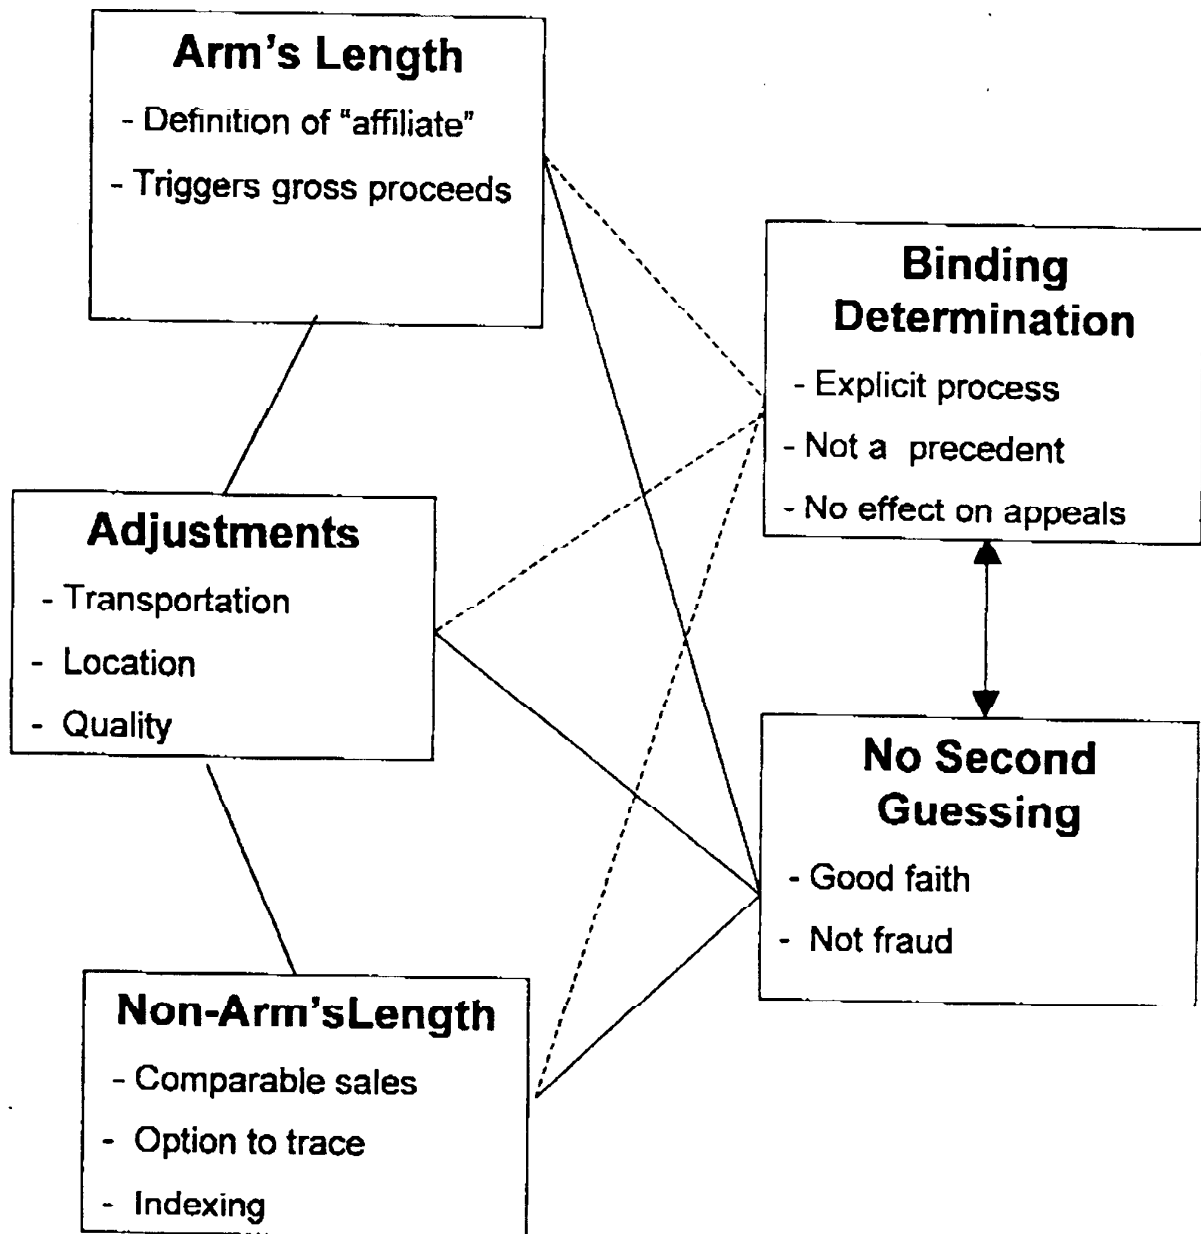 Arm's Length
- Definition of "affiliate"
- Triggers gross proceeds
Binding
Determination
- Explicit process
- Not a precedent
- No effect on appeals
Adjustments
- Transportation
- Location
- Quality
No Second
Guessing
- Good faith
- Not fraud
Non-Arm'sLength
- Comparable sales
- Option to trace
- Indexing